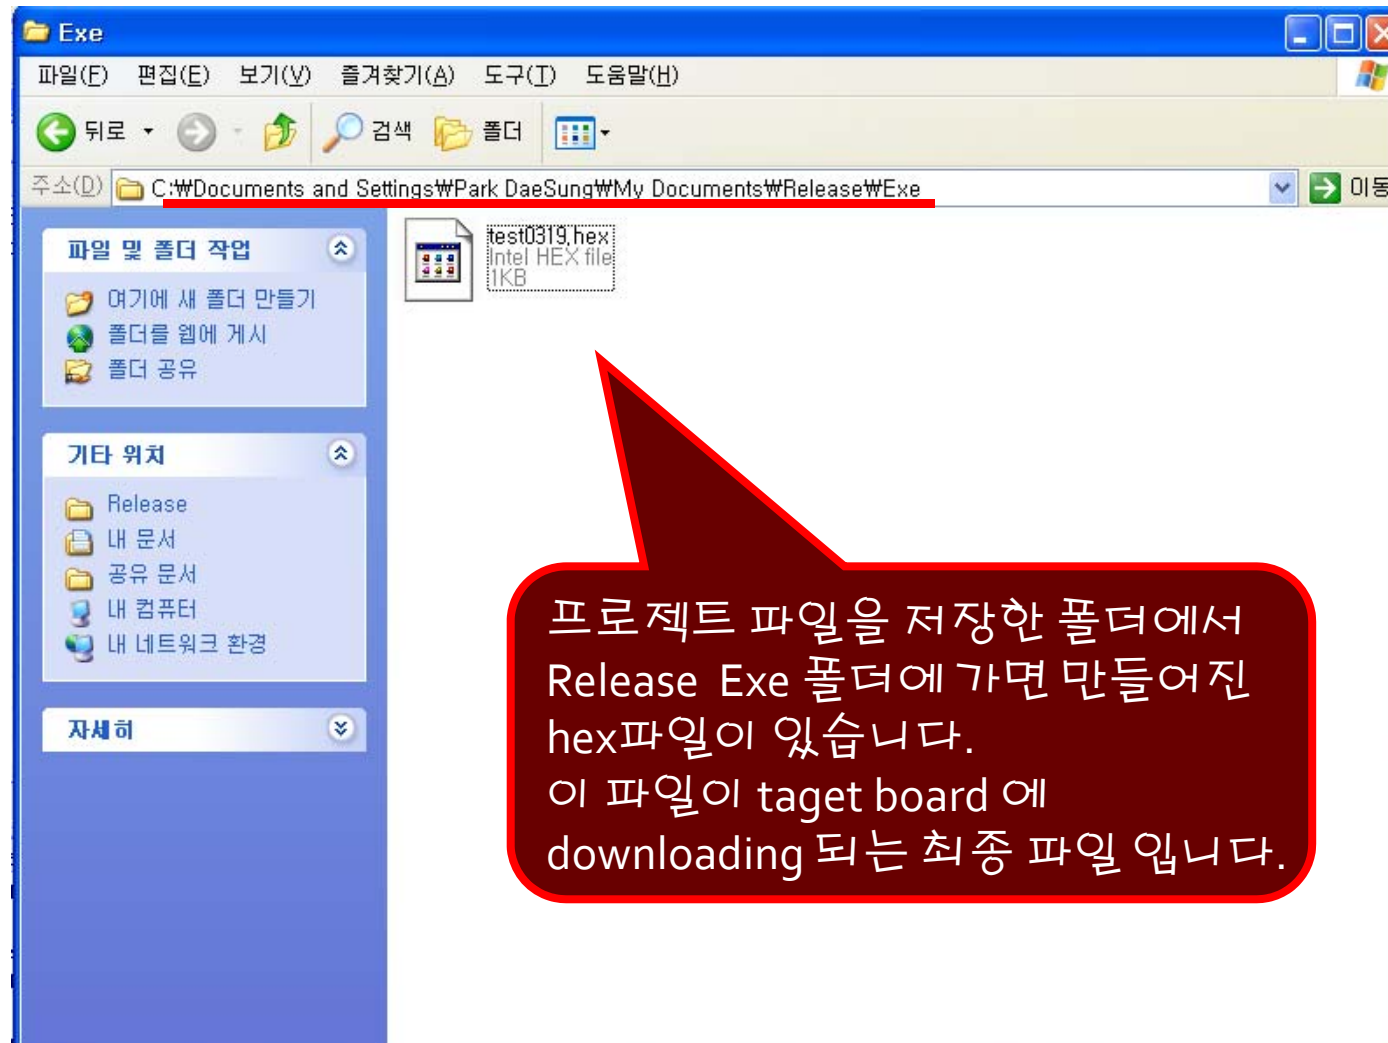 Exe
파일(F) 편집(E) 보기(V) 즐겨찾기(A) 도구(T) 도움말(H)
뒤로 검색 폴더
주소(D) C:₩Documents and Settings₩Park DaeSung₩My Documents₩Release₩Exe 이동
파일 및 폴더 작업
여기에 새 폴더 만들기
폴더를 웹에 게시
폴더 공유
기타 위치
Release
내 문서
공유 문서
내 컴퓨터
내 네트워크 환경
자세히
test0319.hex
Intel HEX file
1KB
프로젝트 파일을 저장한 폴더에서
Release Exe 폴더에 가면 만들어진
hex파일이 있습니다.
이 파일이 taget board 에
downloading 되는 최종 파일 입니다.